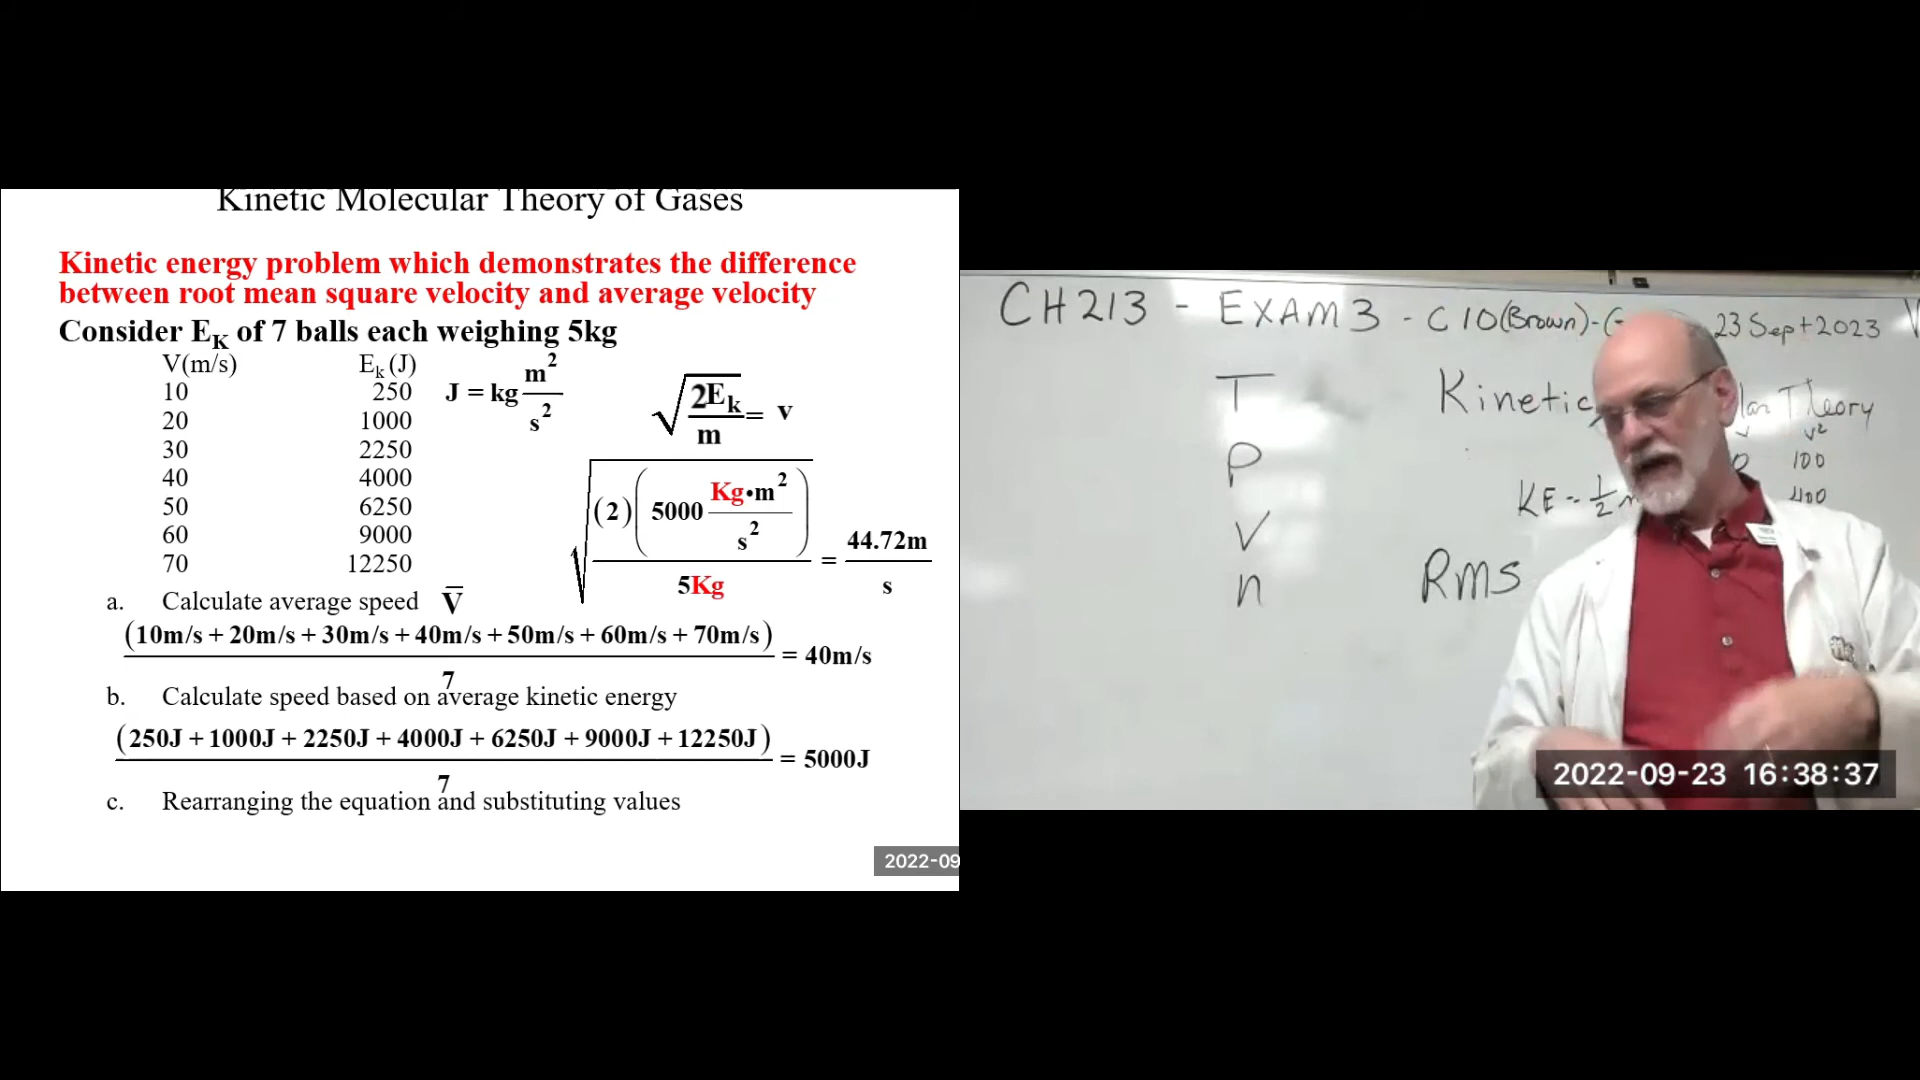 Kinetic Molecular Theory of Gases
Kinetic energy problem which demonstrates the difference
between root mean square velocity and average velocity
Consider EK of 7 balls each weighing 5kg
V(m/s) Ek (J)
10 250
20 1000
30 2250
40 4000
50 6250
60 9000
70 12250
J = kg m²/s²
√(2Ek/m) = v
√((2)(5000 Kg•m²/s²)/5Kg) = 44.72m/s
a. Calculate average speed V̅
(10m/s + 20m/s + 30m/s + 40m/s + 50m/s + 60m/s + 70m/s)/7 = 40m/s
b. Calculate speed based on average kinetic energy
(250J + 1000J + 2250J + 4000J + 6250J + 9000J + 12250J)/7 = 5000J
c. Rearranging the equation and substituting values
2022-09
CH213 - EXAM 3 - C10(Brown)- 23 Sept 2023
T
P
V
n
Kinetic lar Theory
v v²
0 100
400
KE = ½ m
Rms
2022-09-23 16:38:37